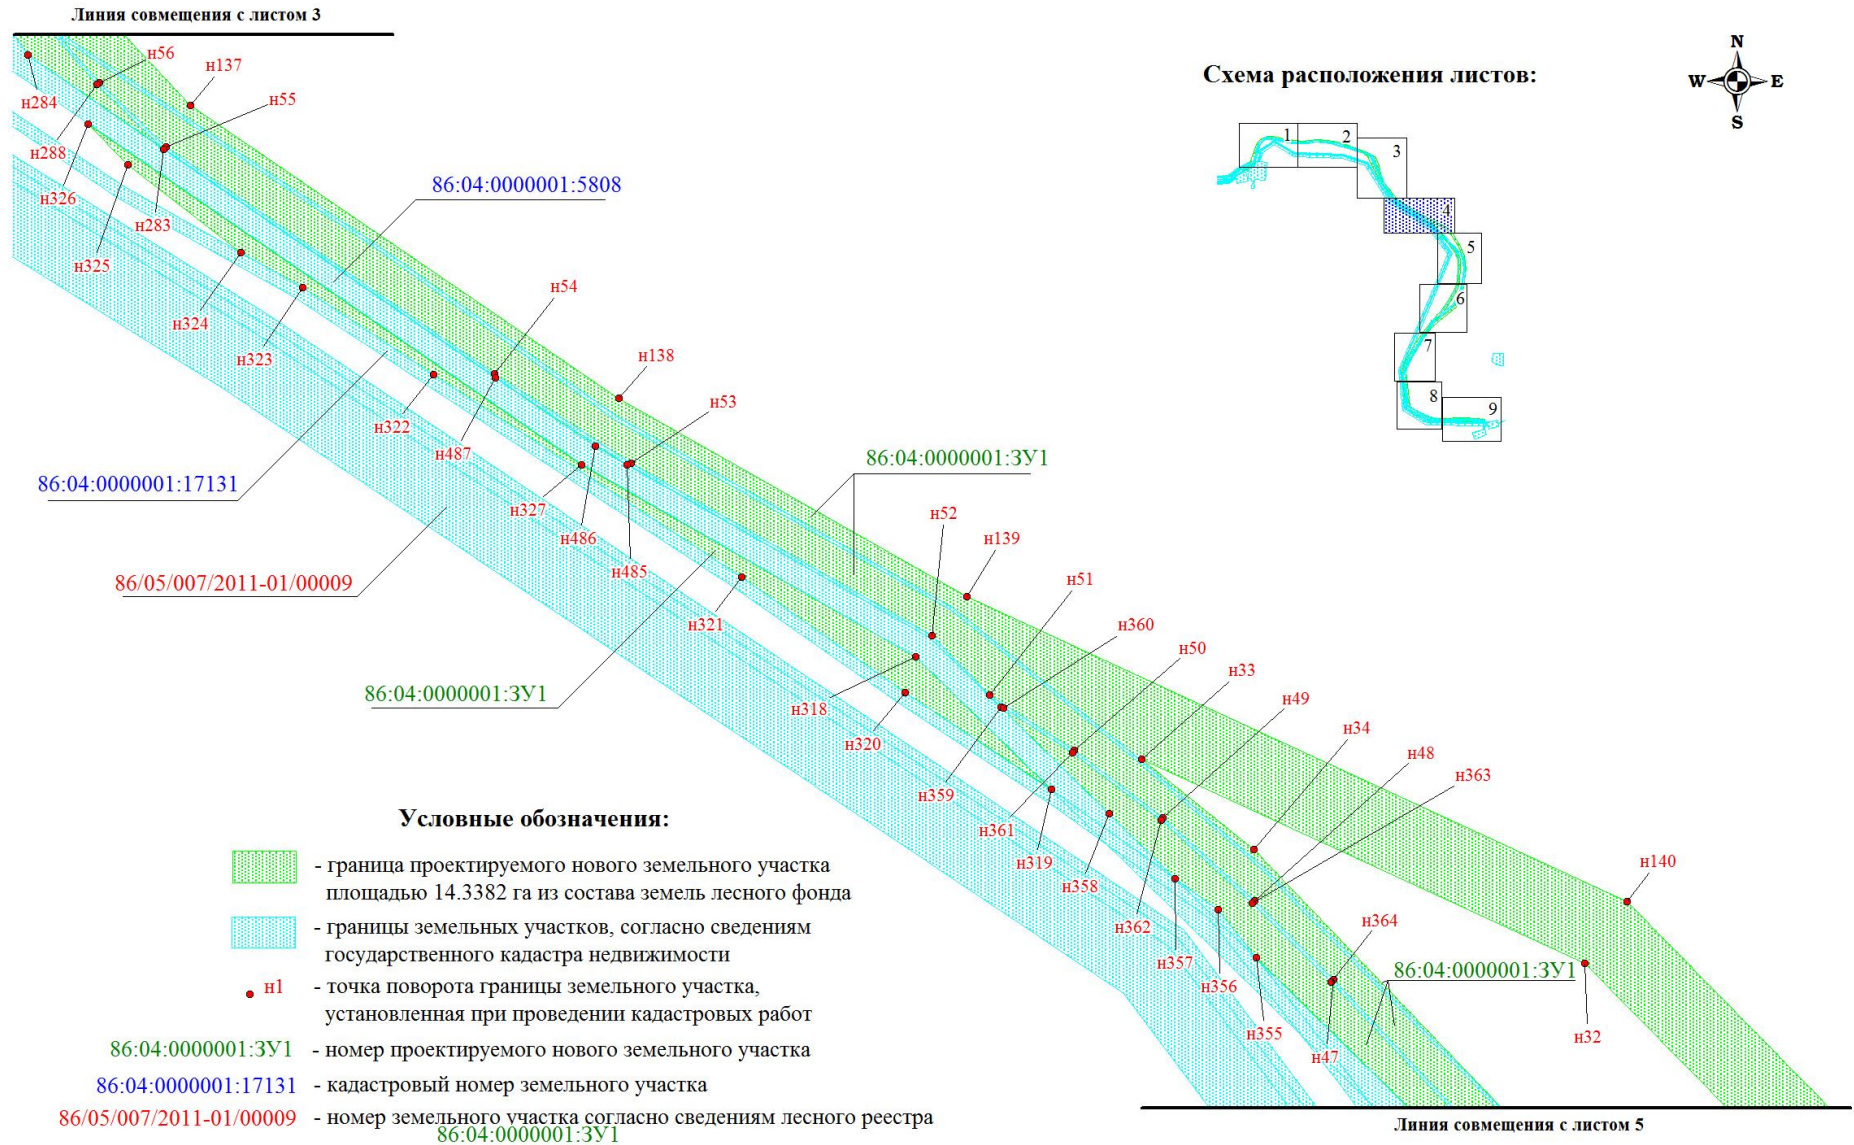 Линия совмещения с листом 3
н56
н137
н55
н284
н288
н326
н283
н325
86:04:0000001:5808
н324
н323
н54
н138
н53
н322
н487
86:04:0000001:17131
н327
н486
н485
86:04:0000001:ЗУ1
86/05/007/2011-01/00009
н52
н139
н51
н321
н360
н50
н33
н49
86:04:0000001:ЗУ1
н318
н320
н34
н48
н363
н359
н361
н319
н358
н362
н140
н357
н356
н364
86:04:0000001:ЗУ1
н355
н47
н32
Схема расположения листов:
N
W E
S
1
2
3
4
5
6
7
8
9
Условные обозначения:
- граница проектируемого нового земельного участка
площадью 14.3382 га из состава земель лесного фонда
- границы земельных участков, согласно сведениям
государственного кадастра недвижимости
н1 - точка поворота границы земельного участка,
установленная при проведении кадастровых работ
86:04:0000001:ЗУ1 - номер проектируемого нового земельного участка
86:04:0000001:17131 - кадастровый номер земельного участка
86/05/007/2011-01/00009 - номер земельного участка согласно сведениям лесного реестра
86:04:0000001:ЗУ1
Линия совмещения с листом 5